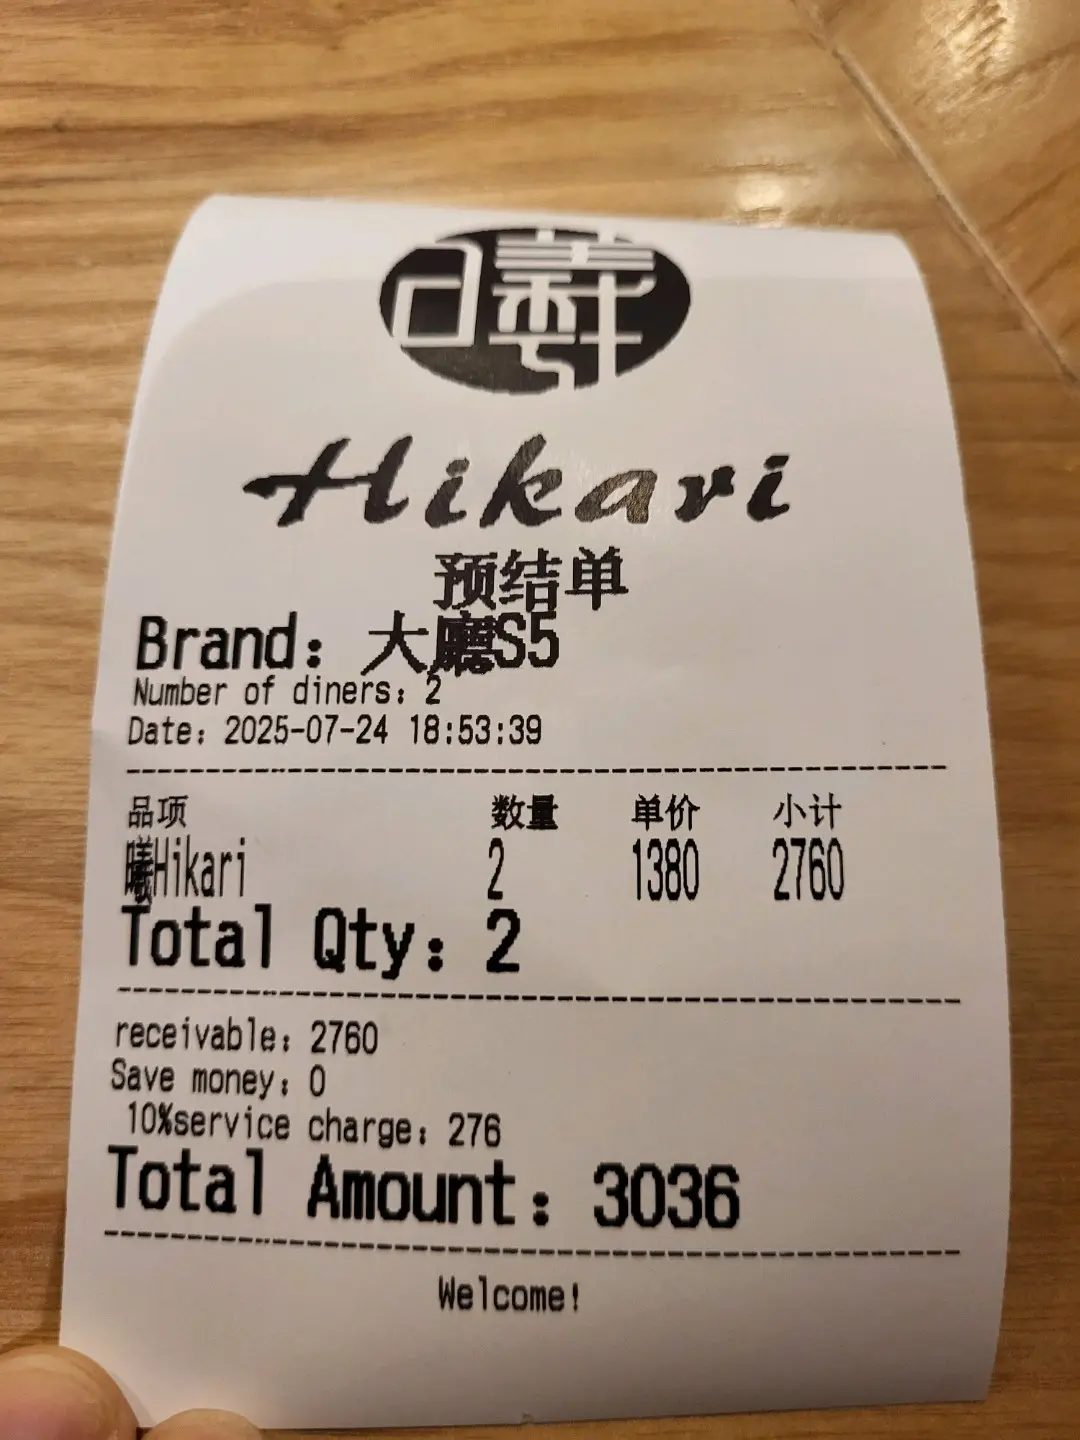 曦
Hikari
预结单
Brand: 大廳S5
Number of diners: 2
Date: 2025-07-24 18:53:39
品项 数量 单价 小计
曦Hikari 2 1380 2760
Total Qty: 2
receivable: 2760
Save money: 0
10%service charge: 276
Total Amount: 3036
Welcome!